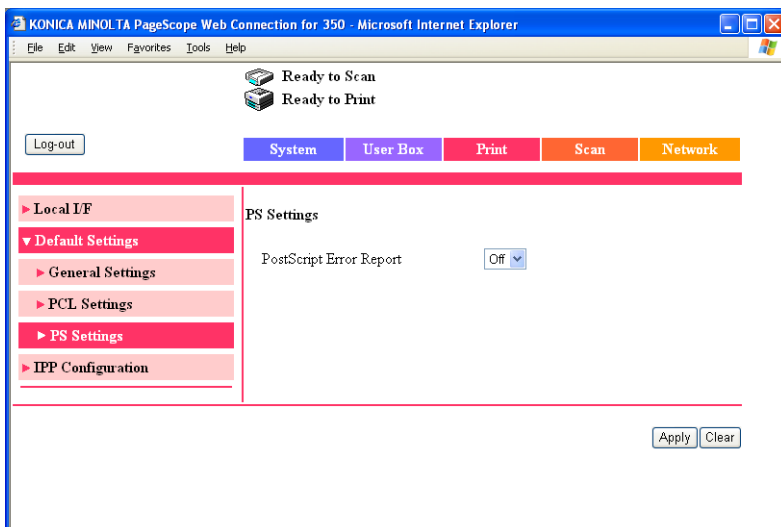 KONICA MINOLTA PageScope Web Connection for 350 - Microsoft Internet Explorer
File Edit View Favorites Tools Help
Ready to Scan
Ready to Print
Log-out
System User Box Print Scan Network
Local I/F
Default Settings
General Settings
PCL Settings
PS Settings
IPP Configuration
PS Settings
PostScript Error Report Off
Apply Clear